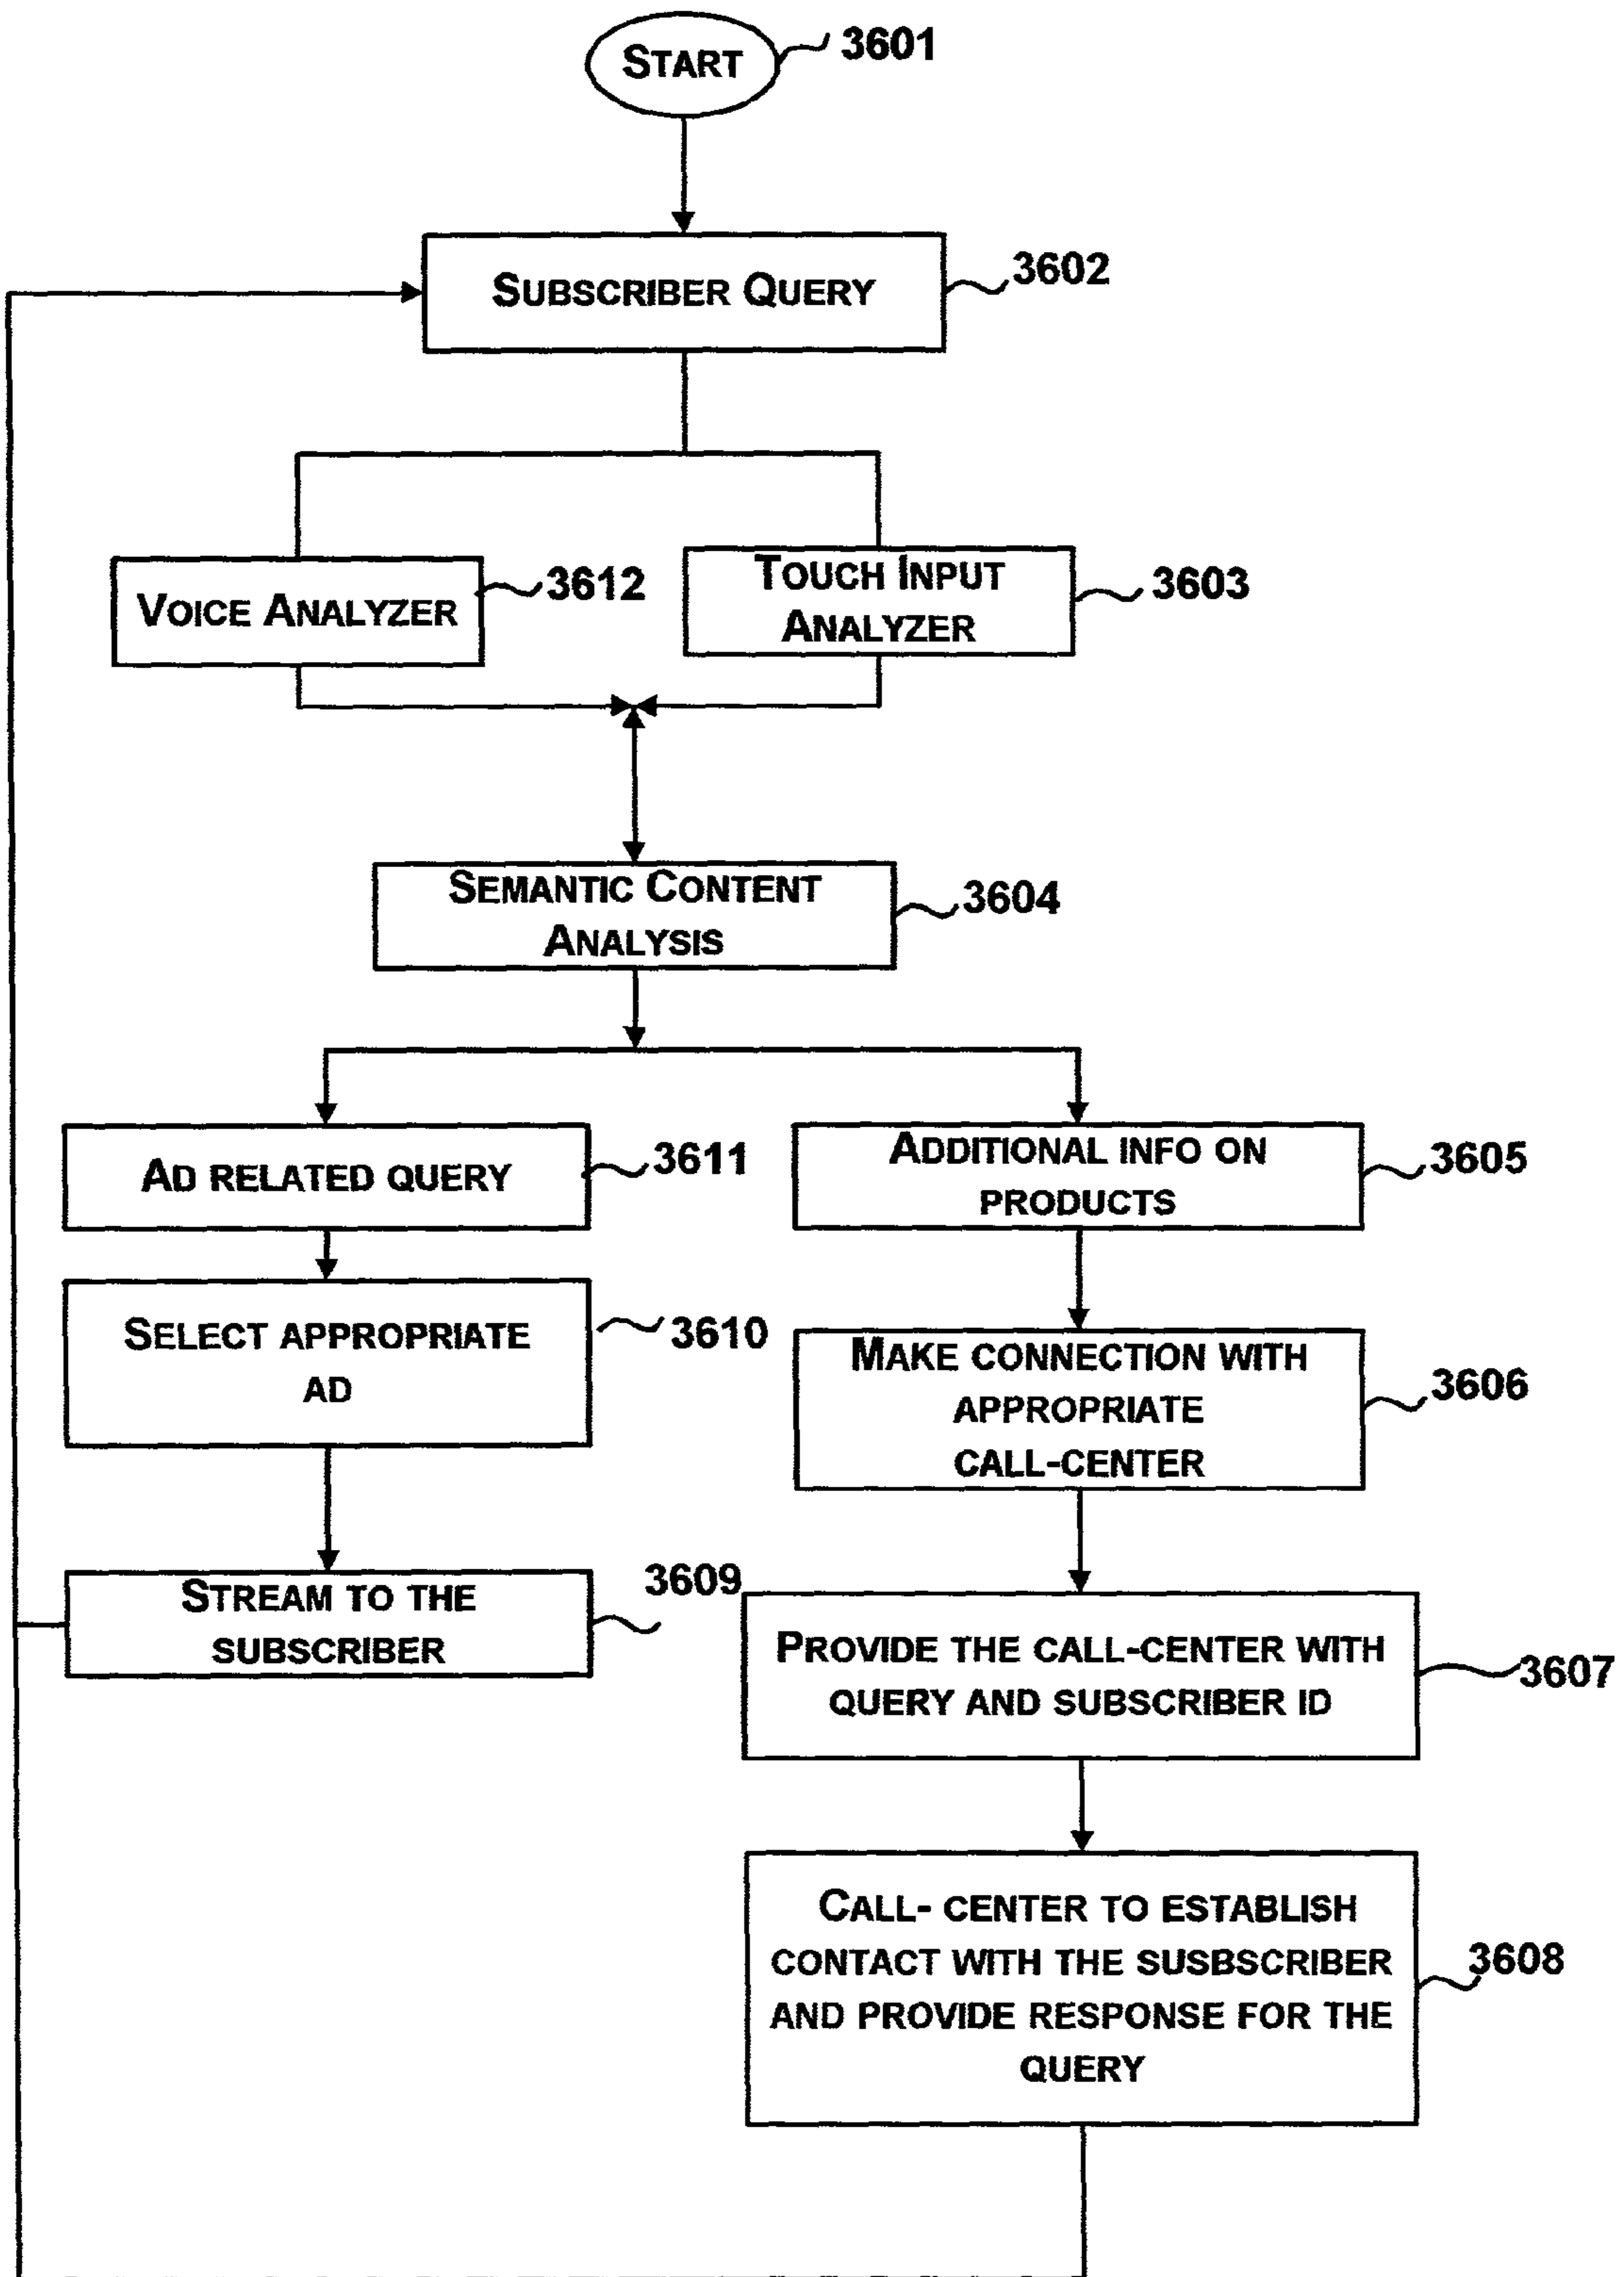 START
3601
SUBSCRIBER QUERY
3602
VOICE ANALYZER
3612
TOUCH INPUT
ANALYZER
3603
SEMANTIC CONTENT
ANALYSIS
3604
AD RELATED QUERY
3611
ADDITIONAL INFO ON
PRODUCTS
3605
SELECT APPROPRIATE
AD
3610
MAKE CONNECTION WITH
APPROPRIATE
CALL-CENTER
3606
STREAM TO THE
SUBSCRIBER
3609
PROVIDE THE CALL-CENTER WITH
QUERY AND SUBSCRIBER ID
3607
CALL- CENTER TO ESTABLISH
CONTACT WITH THE SUSBSCRIBER
AND PROVIDE RESPONSE FOR THE
QUERY
3608